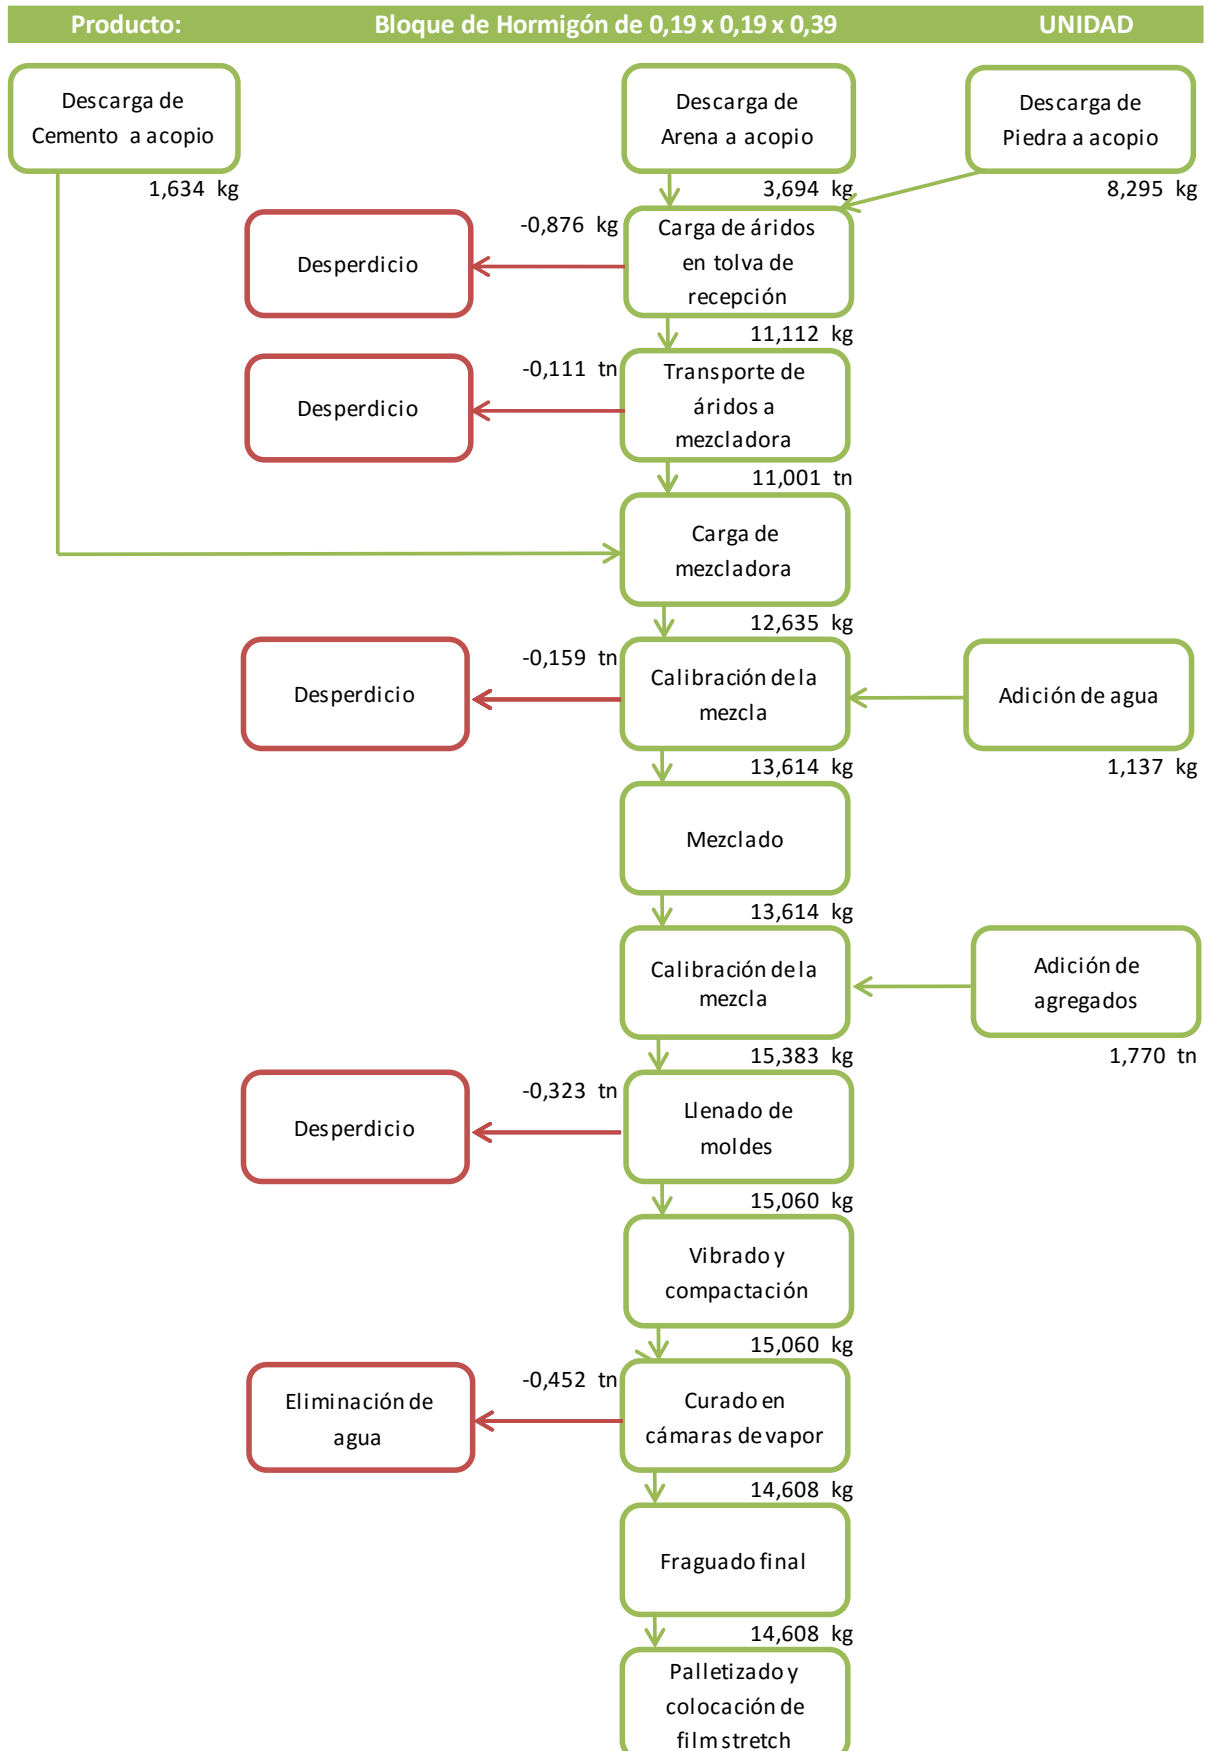 Producto: Bloque de Hormigón de 0,19 x 0,19 x 0,39 UNIDAD
Descarga de
Cemento a acopio
1,634 kg
Descarga de
Arena a acopio
3,694 kg
Descarga de
Piedra a acopio
8,295 kg
Desperdicio
-0,876 kg
Carga de áridos
en tolva de
recepción
11,112 kg
Desperdicio
-0,111 tn
Transporte de
áridos a
mezcladora
11,001 tn
Carga de
mezcladora
12,635 kg
Desperdicio
-0,159 tn
Calibración de la
mezcla
13,614 kg
Adición de agua
1,137 kg
Mezclado
13,614 kg
Calibración de la
mezcla
15,383 kg
Adición de
agregados
1,770 tn
Desperdicio
-0,323 tn
Llenado de
moldes
15,060 kg
Vibrado y
compactación
15,060 kg
Eliminación de
agua
-0,452 tn
Curado en
cámaras de vapor
14,608 kg
Fraguado final
14,608 kg
Palletizado y
colocación de
film stretch